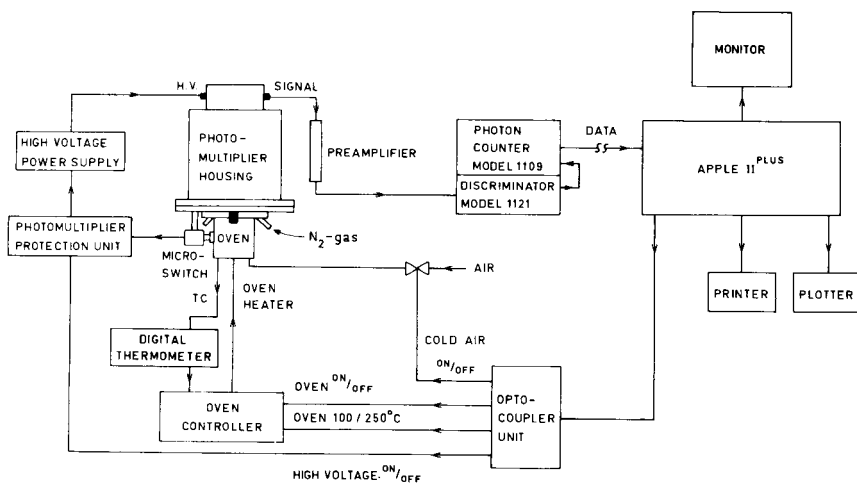 MONITOR
H.V.
SIGNAL
PHOTO-
MULTIPLIER
HOUSING
PREAMPLIFIER
HIGH VOLTAGE
POWER SUPPLY
PHOTON
COUNTER
MODEL 1109
DISCRIMINATOR
MODEL 1121
DATA
APPLE II PLUS
PHOTOMULTIPLIER
PROTECTION UNIT
OVEN
N2-gas
MICRO-
SWITCH
TC
OVEN
HEATER
AIR
PRINTER
PLOTTER
DIGITAL
THERMOMETER
COLD AIR
ON/OFF
OVEN ON/OFF
OVEN 100 / 250°C
OVEN
CONTROLLER
OPTO-
COUPLER
UNIT
HIGH VOLTAGE-ON/OFF